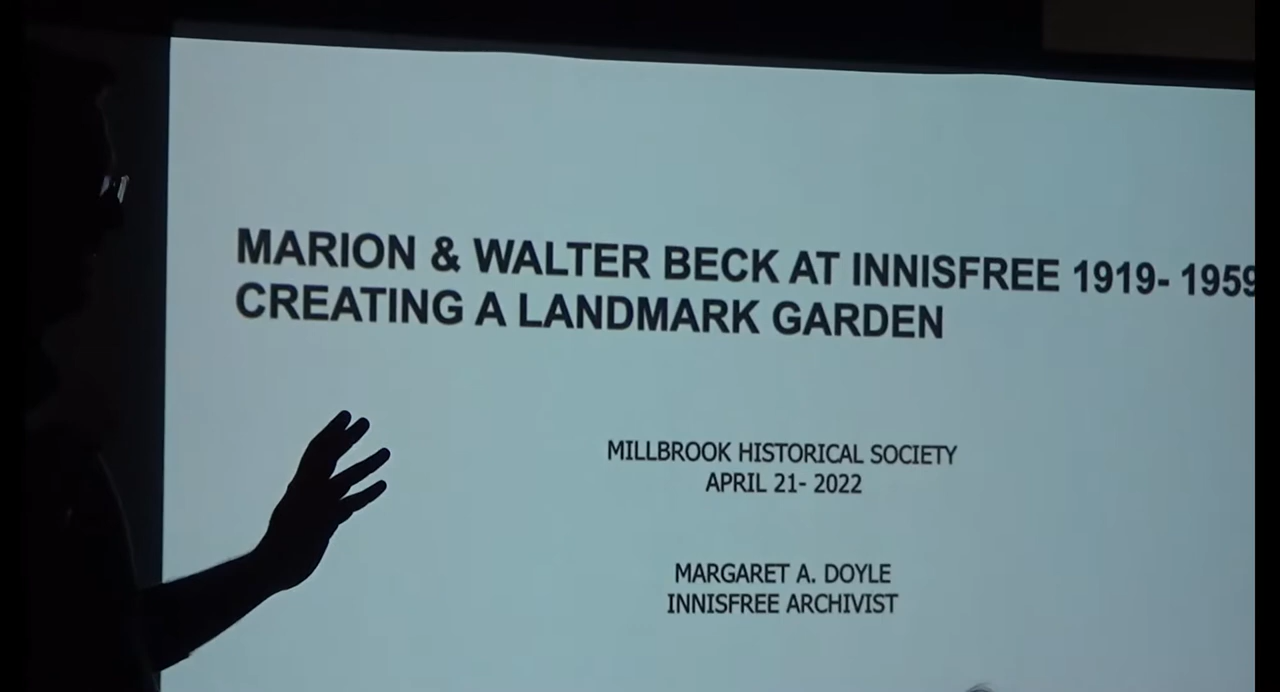 MARION & WALTER BECK AT INNISFREE 1919- 1959
CREATING A LANDMARK GARDEN
MILLBROOK HISTORICAL SOCIETY
APRIL 21- 2022
MARGARET A. DOYLE
INNISFREE ARCHIVIST